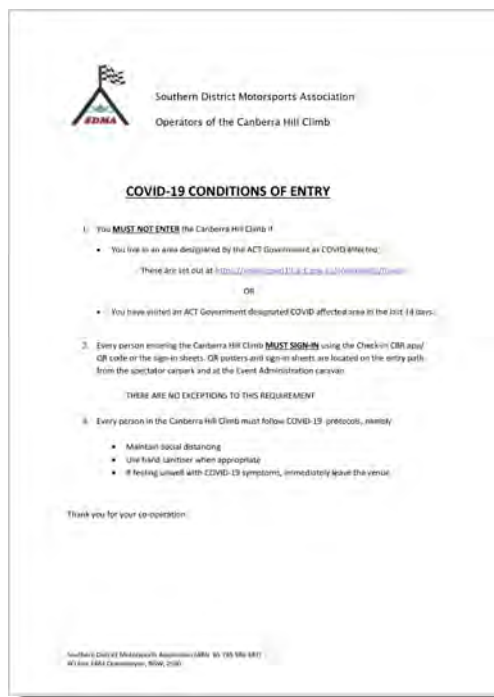 SDMA
Southern District Motorsports Association
Operators of the Canberra Hill Climb
COVID-19 CONDITIONS OF ENTRY
1. You MUST NOT ENTER the Canberra Hill Climb if
• You live in an area designated by the ACT Government as COVID affected;
These are set out at
OR
• You have visited an ACT Government designated COVID affected area in the last 14 days.
2. Every person entering the Canberra Hill Climb MUST SIGN-IN using the Check-in CBR app/
QR code or the sign-in sheets. QR posters and sign-in sheets are located on the entry path
from the spectator carpark and at the Event Administration caravan.
THERE ARE NO EXCEPTIONS TO THIS REQUIREMENT
Every person in the Canberra Hill Climb must follow COVID-19 protocols, namely
• Maintain social distancing
• Use hand sanitiser when appropriate
• If feeling unwell with COVID-19 symptoms, immediately leave the venue
Thank you for your co-operation
Southern District Motorsports Association
PO Box NSW,